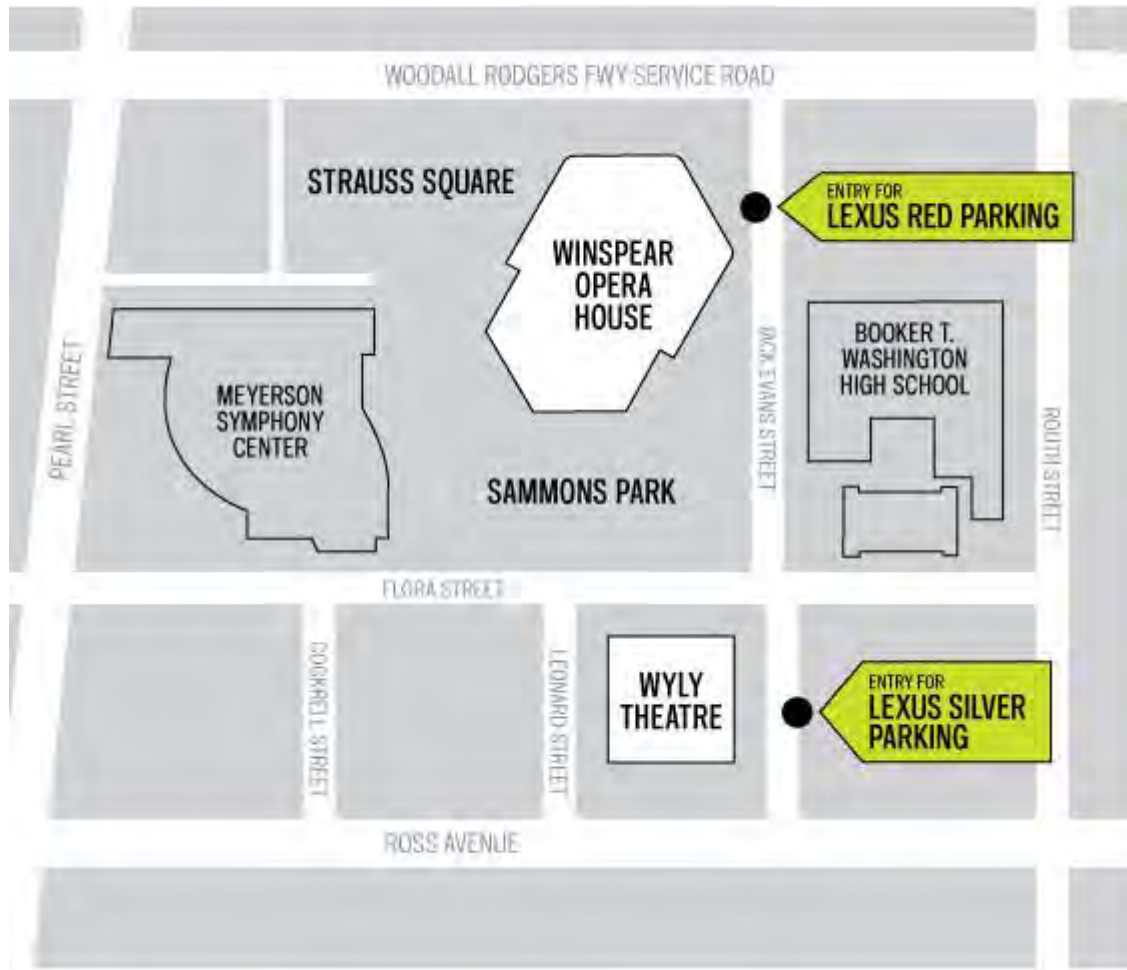 WOODALL RODGERS FWY SERVICE ROAD
STRAUSS SQUARE
ENTRY FOR
LEXUS RED PARKING
WINSPEAR
OPERA
HOUSE
PEARL STREET
MEYERSON
SYMPHONY
CENTER
JACK EVANS STREET
BOOKER T.
WASHINGTON
HIGH SCHOOL
ROUTH STREET
SAMMONS PARK
FLORA STREET
COCKRELL STREET
LEONARD STREET
WYLY
THEATRE
ENTRY FOR
LEXUS SILVER
PARKING
ROSS AVENUE